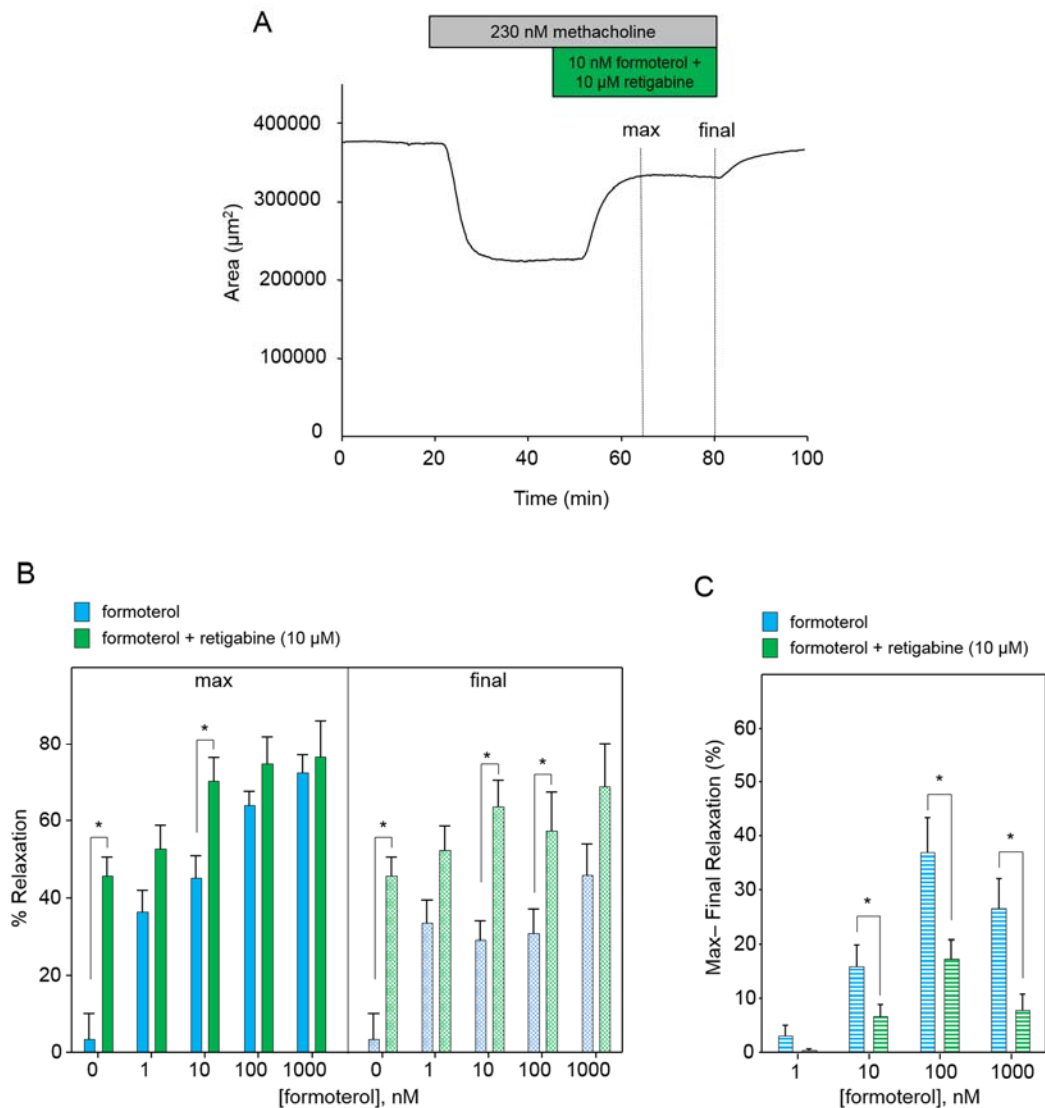 A
230 nM methacholine
10 nM formoterol +
10 µM retigabine
max
final
400000
300000
200000
100000
0
Area (µm²)
0 20 40 60 80 100
Time (min)
B
formoterol
formoterol + retigabine (10 µM)
max
final
80
60
40
20
0
% Relaxation
* * * * *
0 1 10 100 1000 0 1 10 100 1000
[formoterol], nM
C
formoterol
formoterol + retigabine (10 µM)
60
50
40
30
20
10
0
Max– Final Relaxation (%)
* * *
1 10 100 1000
[formoterol], nM